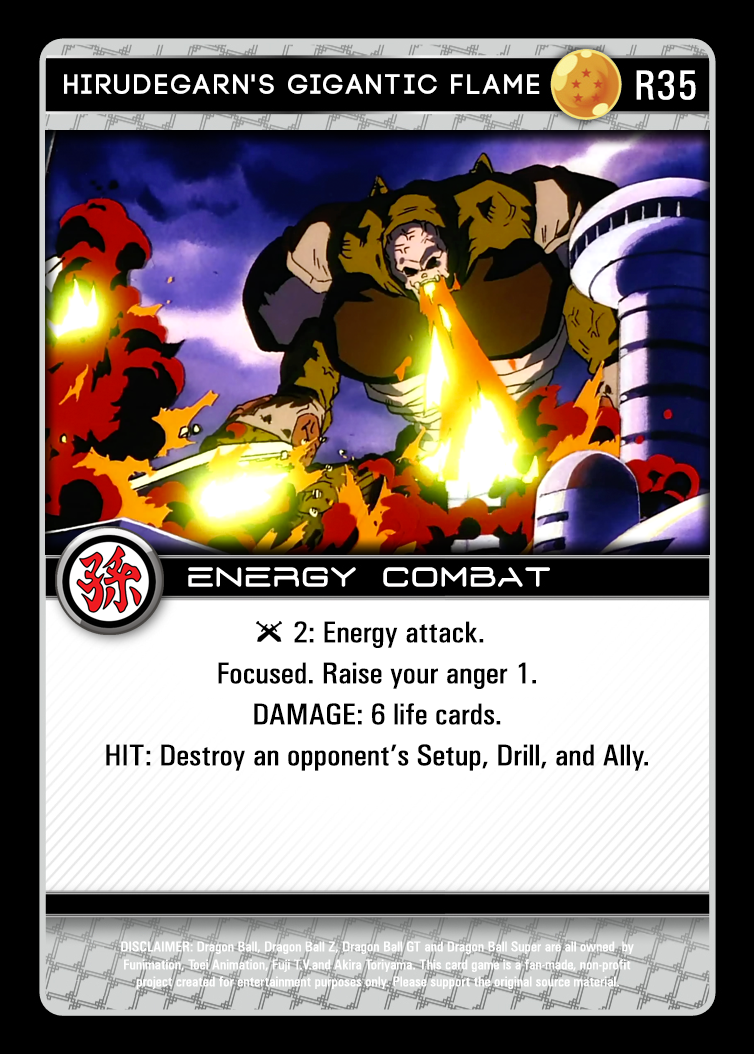 HIRUDEGARN'S GIGANTIC FLAME R35
孫 ENERGY COMBAT
2: Energy attack.
Focused. Raise your anger 1.
DAMAGE: 6 life cards.
HIT: Destroy an opponent’s Setup, Drill, and Ally.
DISCLAIMER: Dragon Ball, Dragon Ball Z, Dragon Ball GT and Dragon Ball Super are all owned by
Funimation, Toei Animation, Fuji T.V.and Akira Toriyama. This card game is a fan-made, non-profit
project created for entertainment purposes only. Please support the original source material.